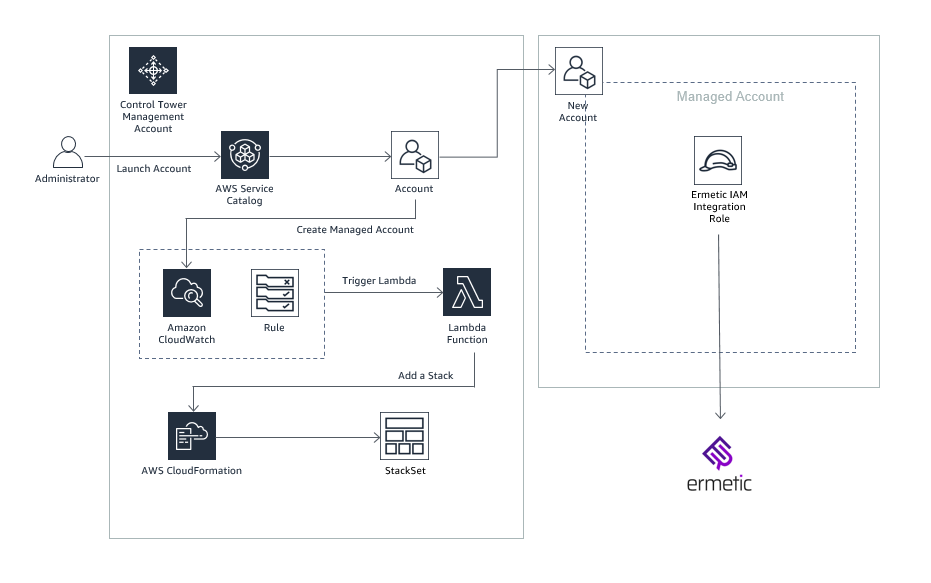 Control Tower
Management
Account
Administrator
Launch Account
AWS Service
Catalog
Account
Create Managed Account
Amazon
CloudWatch
Rule
Trigger Lambda
Lambda
Function
Add a Stack
AWS CloudFormation
StackSet
New
Account
Managed Account
Ermetic IAM
Integration
Role
ermetic